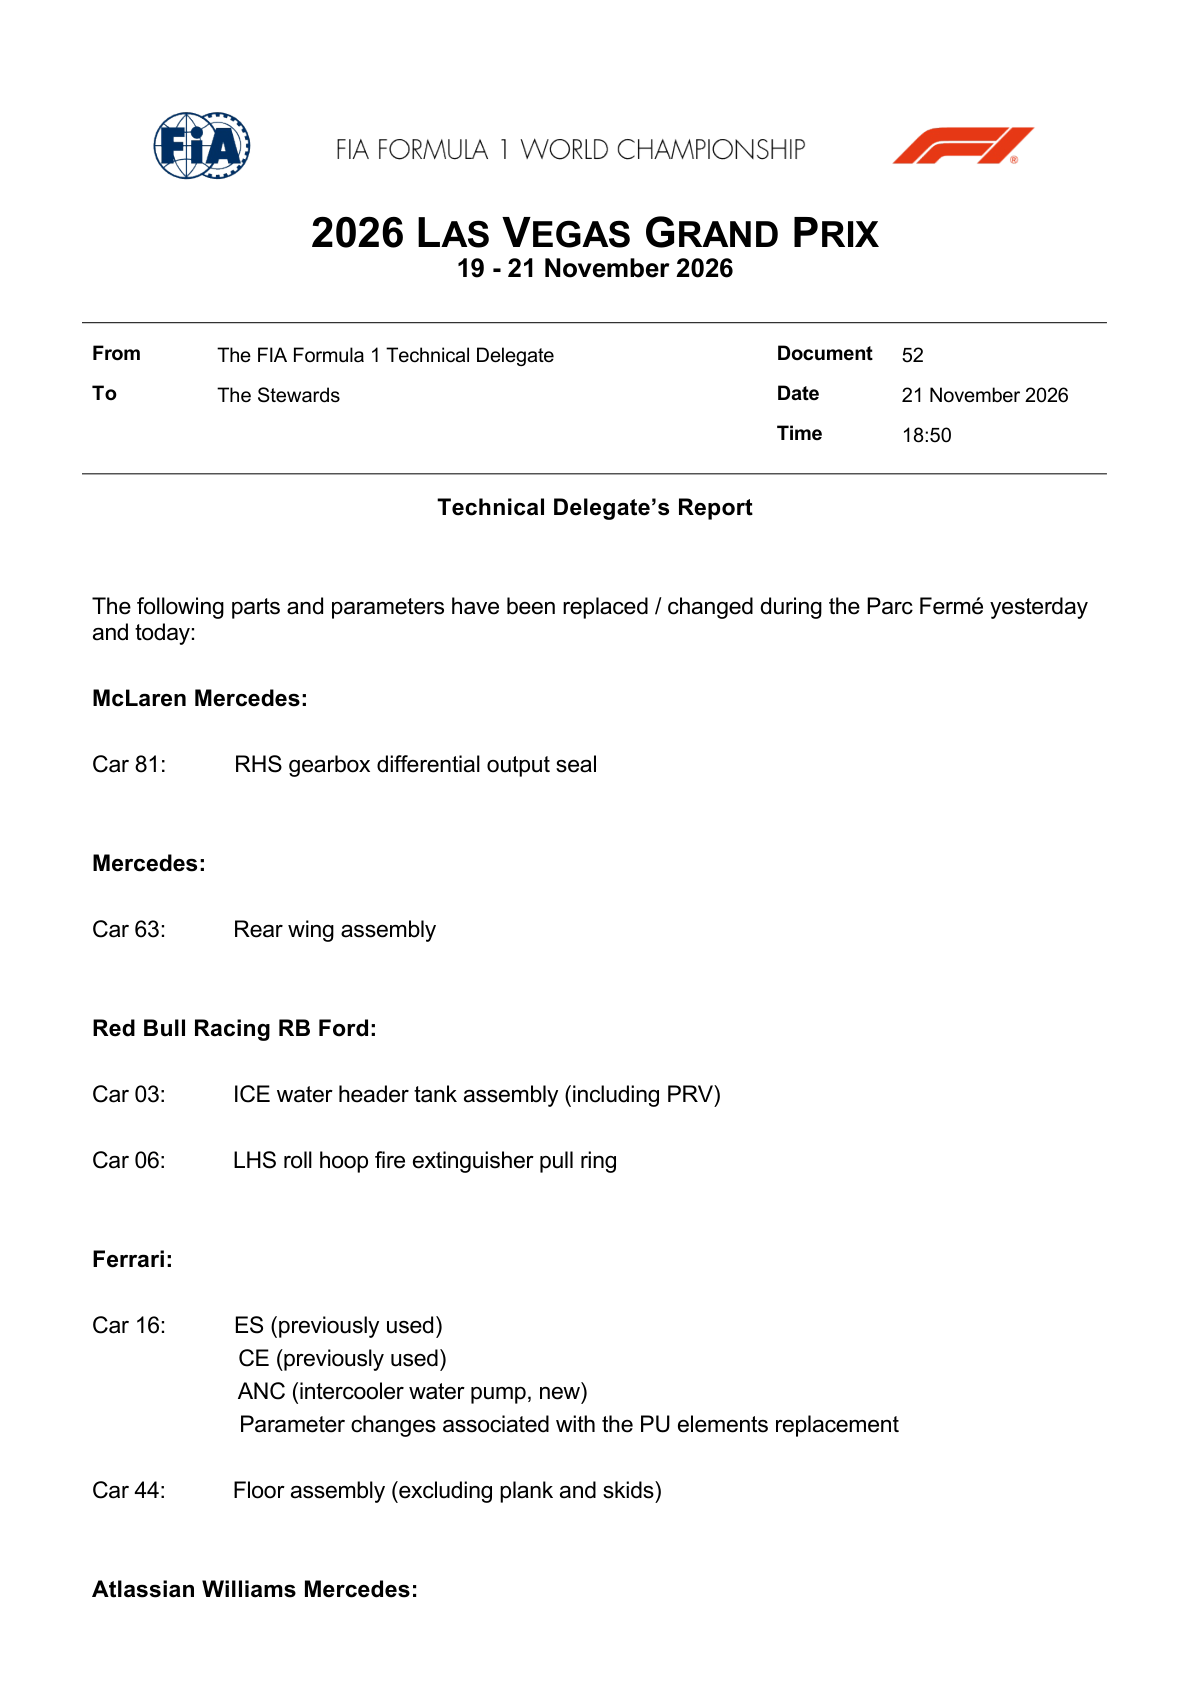 FIA
FIA FORMULA 1 WORLD CHAMPIONSHIP
F1®
2026 LAS VEGAS GRAND PRIX
19 - 21 November 2026
From The FIA Formula 1 Technical Delegate Document 52
To The Stewards Date 21 November 2026
Time 18:50
Technical Delegate’s Report
The following parts and parameters have been replaced / changed during the Parc Fermé yesterday
and today:
McLaren Mercedes:
Car 81: RHS gearbox differential output seal
Mercedes:
Car 63: Rear wing assembly
Red Bull Racing RB Ford:
Car 03: ICE water header tank assembly (including PRV)
Car 06: LHS roll hoop fire extinguisher pull ring
Ferrari:
Car 16: ES (previously used)
CE (previously used)
ANC (intercooler water pump, new)
Parameter changes associated with the PU elements replacement
Car 44: Floor assembly (excluding plank and skids)
Atlassian Williams Mercedes: